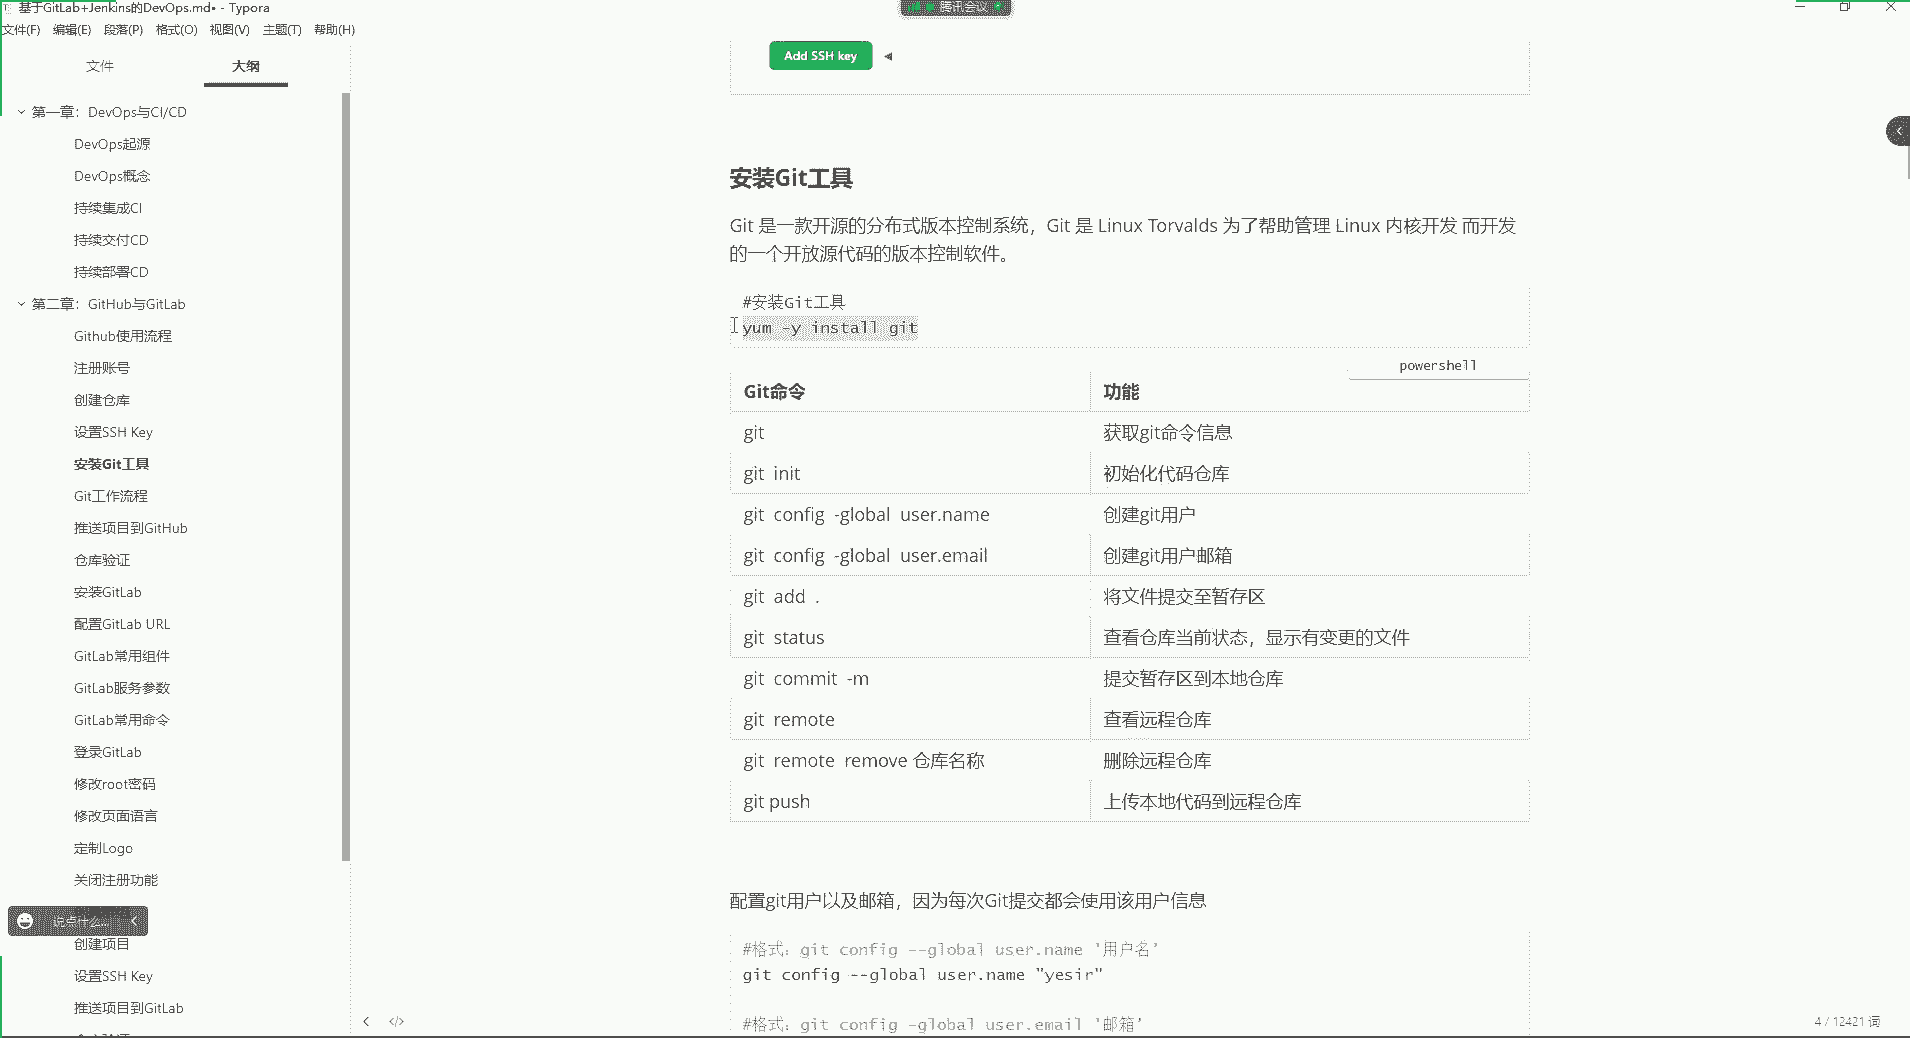 基于GitLab+Jenkins的DevOps.md• - Typora
腾讯会议
文件(F) 编辑(E) 段落(P) 格式(O) 视图(V) 主题(T) 帮助(H)
文件 大纲
第一章：DevOps与CI/CD
DevOps起源
DevOps概念
持续集成CI
持续交付CD
持续部署CD
第二章：GitHub与GitLab
Github使用流程
注册账号
创建仓库
设置SSH Key
安装Git工具
Git工作流程
推送项目到GitHub
仓库验证
安装GitLab
配置GitLab URL
GitLab常用组件
GitLab服务参数
GitLab常用命令
登录GitLab
修改root密码
修改页面语言
定制Logo
关闭注册功能
说点什么...
创建项目
设置SSH Key
推送项目到GitLab
Add SSH key
安装Git工具
Git 是一款开源的分布式版本控制系统，Git 是 Linux Torvalds 为了帮助管理 Linux 内核开发 而开发
的一个开放源代码的版本控制软件。
#安装Git工具
yum -y install git
powershell
Git命令 功能
git 获取git命令信息
git init 初始化代码仓库
git config -global user.name 创建git用户
git config -global user.email 创建git用户邮箱
git add . 将文件提交至暂存区
git status 查看仓库当前状态，显示有变更的文件
git commit -m 提交暂存区到本地仓库
git remote 查看远程仓库
git remote remove 仓库名称 删除远程仓库
git push 上传本地代码到远程仓库
配置git用户以及邮箱，因为每次Git提交都会使用该用户信息
#格式：git config --global user.name '用户名'
git config --global user.name "yesir"
#格式：git config -global user.email '邮箱'
4 / 12421 词